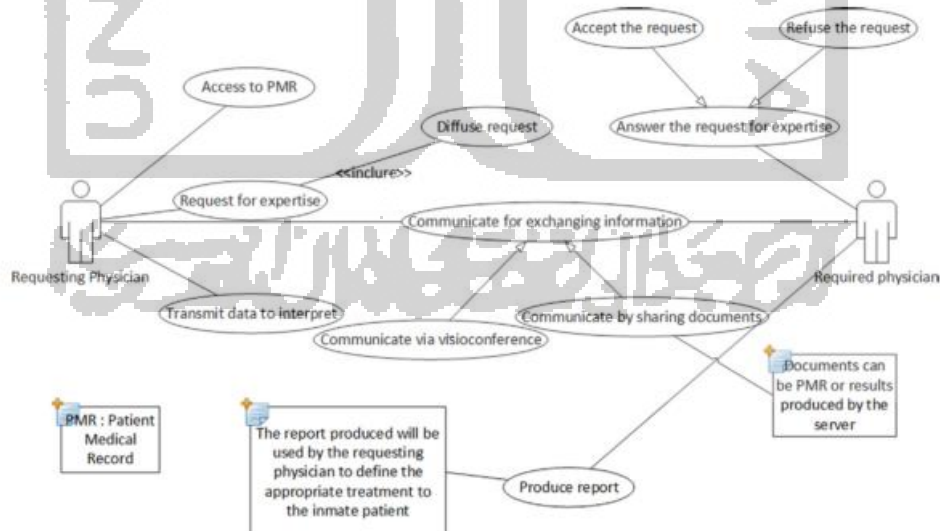 Accept the request
Refuse the request
Access to PMR
Diffuse request
Answer the request for expertise
<<inclure>>
Request for expertise
Communicate for exchanging information
Requesting Physician
Required physician
Transmit data to interpret
Communicate by sharing documents
Communicate via visioconference
Documents can
be PMR or results
produced by the
server
PMR : Patient
Medical
Record
The report produced will be
used by the requesting
physician to define the
appropriate treatment to
the inmate patient
Produce report